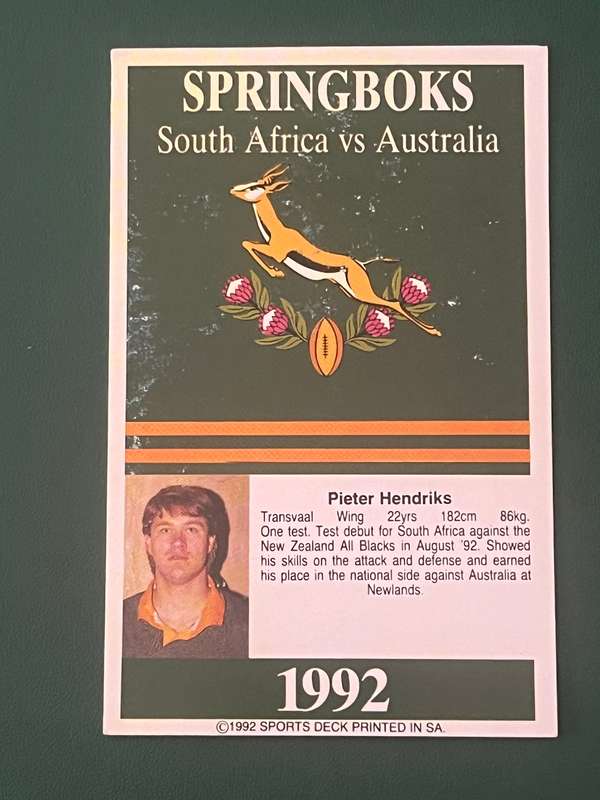 SPRINGBOKS
South Africa vs Australia
Pieter Hendriks
Transvaal Wing 22yrs 182cm 86kg.
One test. Test debut for South Africa against the
New Zealand All Blacks in August '92. Showed
his skills on the attack and defense and earned
his place in the national side against Australia at
Newlands.
1992
©1992 SPORTS DECK PRINTED IN SA.